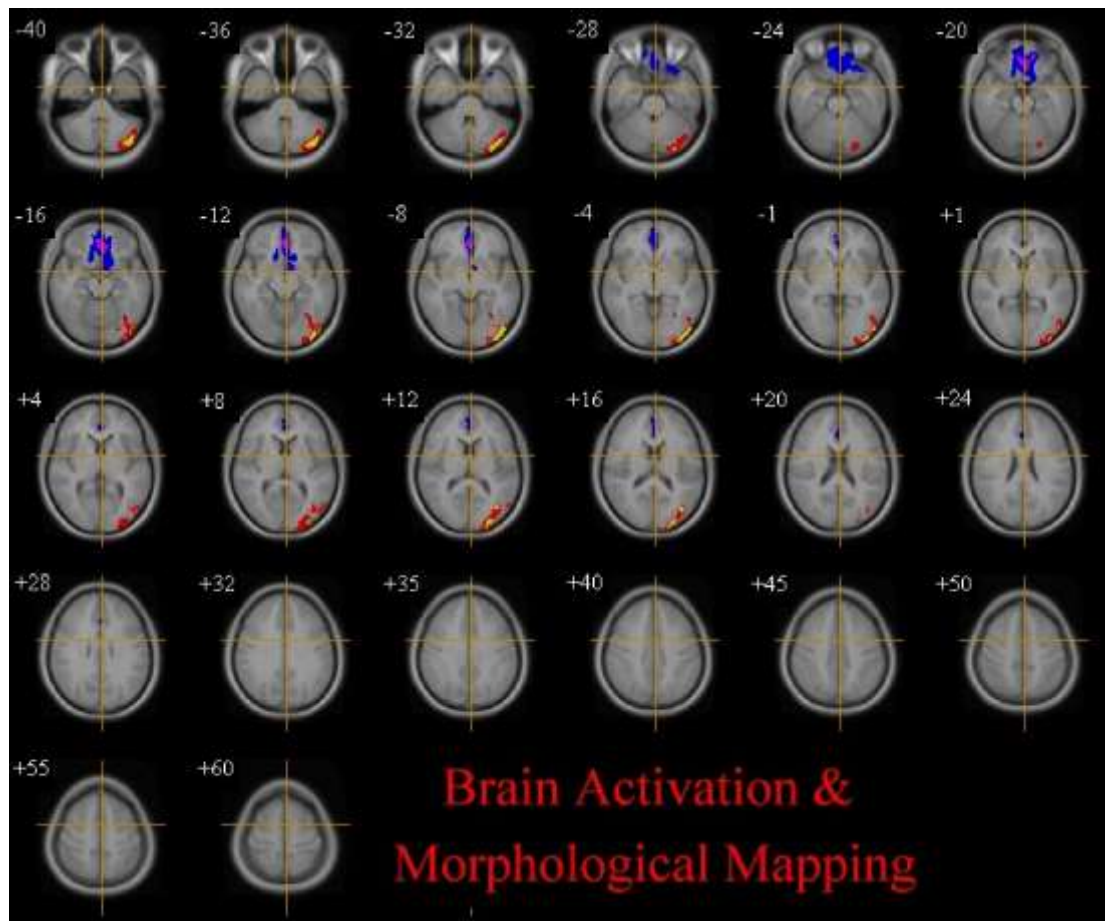 -40 -36 -32 -28 -24 -20
-16 -12 -8 -4 -1 +1
+4 +8 +12 +16 +20 +24
+28 +32 +35 +40 +45 +50
+55 +60
Brain Activation &
Morphological Mapping